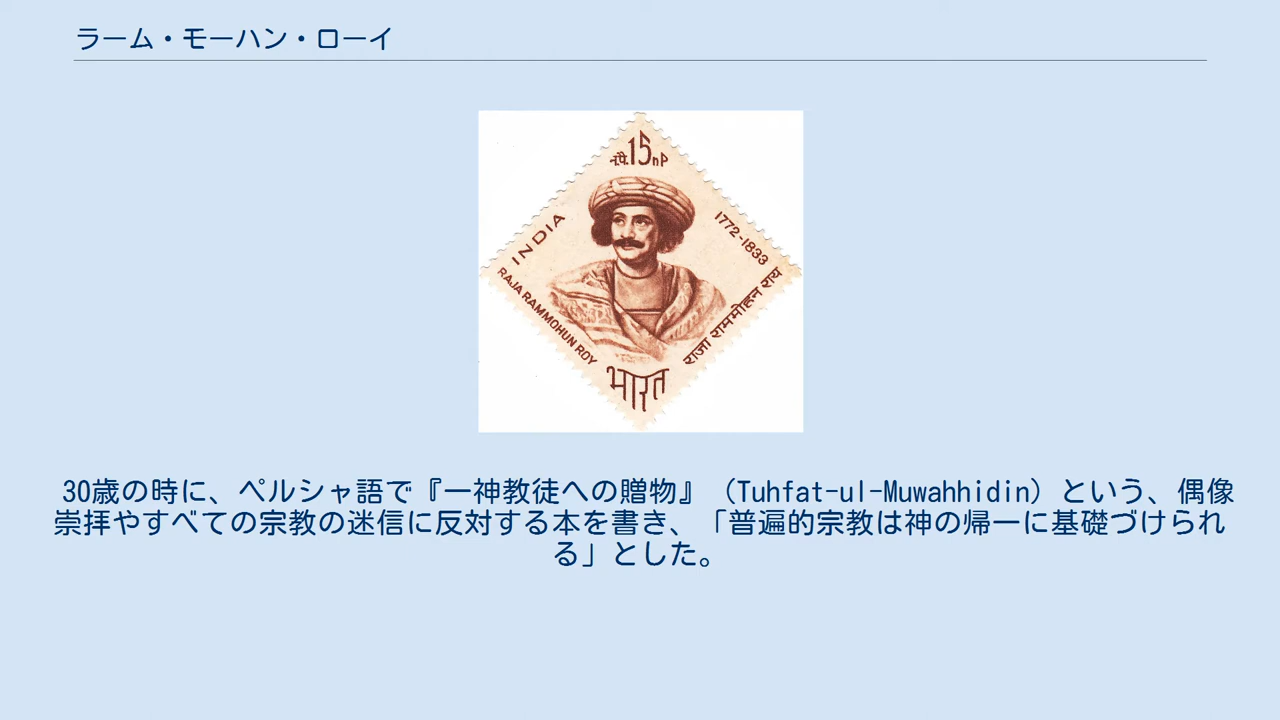 ラーム・モーハン・ローイ
न.पै.15nP
INDIA
1772-1833
RAJA RAMMOHUN ROY
राजा राममोहन राय
भारत
30歳の時に、ペルシャ語で『一神教徒への贈物』（Tuhfat-ul-Muwahhidin）という、偶像
崇拝やすべての宗教の迷信に反対する本を書き、「普遍的宗教は神の帰一に基礎づけられ
る」とした。